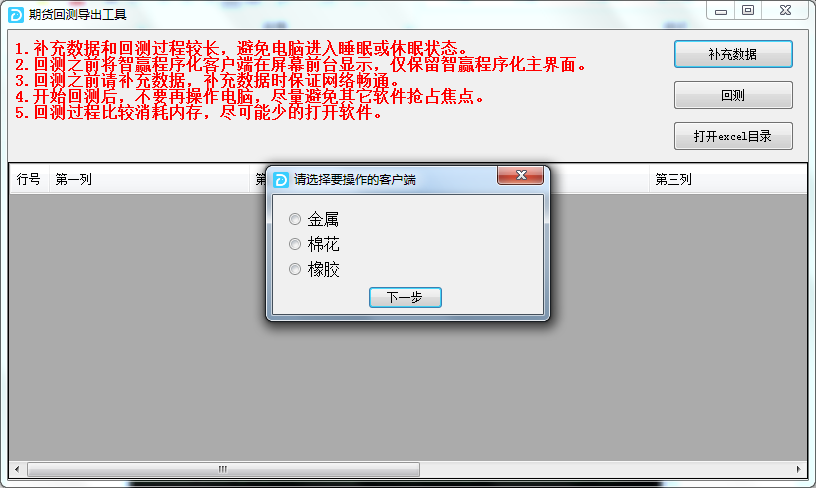 期货回测导出工具
1.补充数据和回测过程较长，避免电脑进入睡眠或休眠状态。
2.回测之前将智赢程序化客户端在屏幕前台显示，仅保留智赢程序化主界面。
3.回测之前请补充数据，补充数据时保证网络畅通。
4.开始回测后，不要再操作电脑，尽量避免其它软件抢占焦点。
5.回测过程比较消耗内存，尽可能少的打开软件。
补充数据
回测
打开excel目录
行号 第一列 第三列
请选择要操作的客户端
金属
棉花
橡胶
下一步